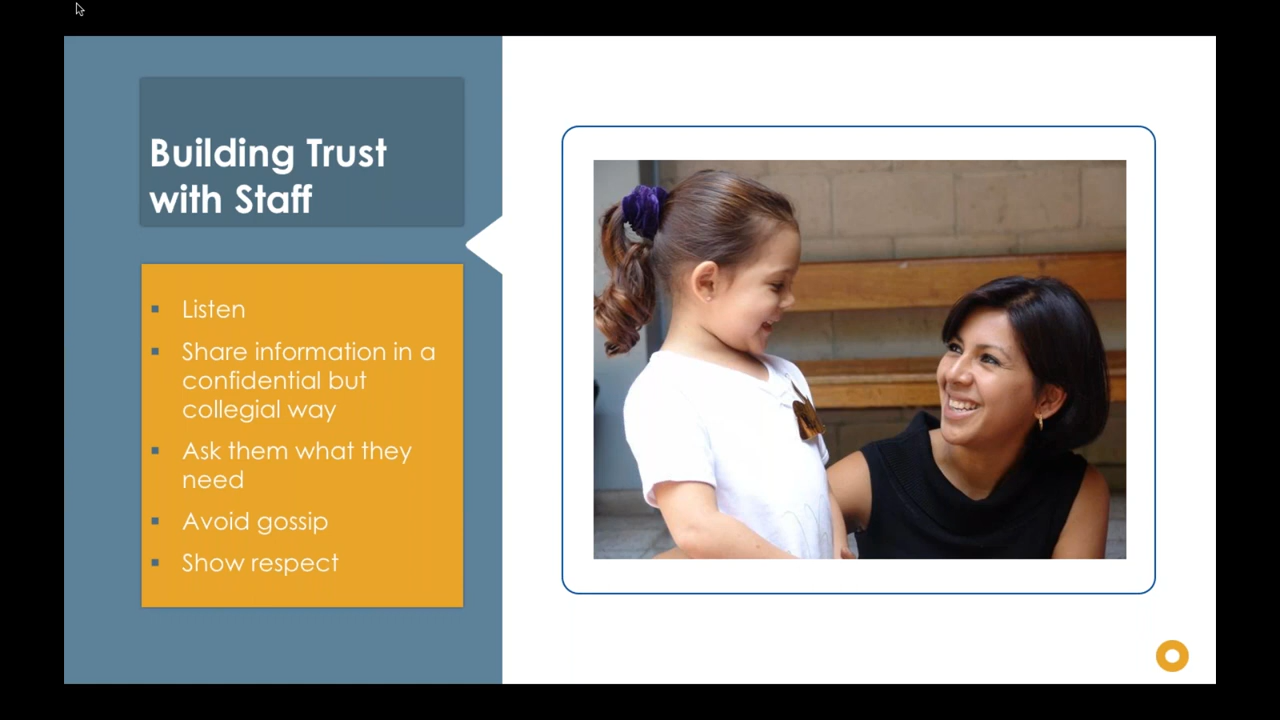 Building Trust
with Staff
Listen
Share information in a
confidential but
collegial way
Ask them what they
need
Avoid gossip
Show respect